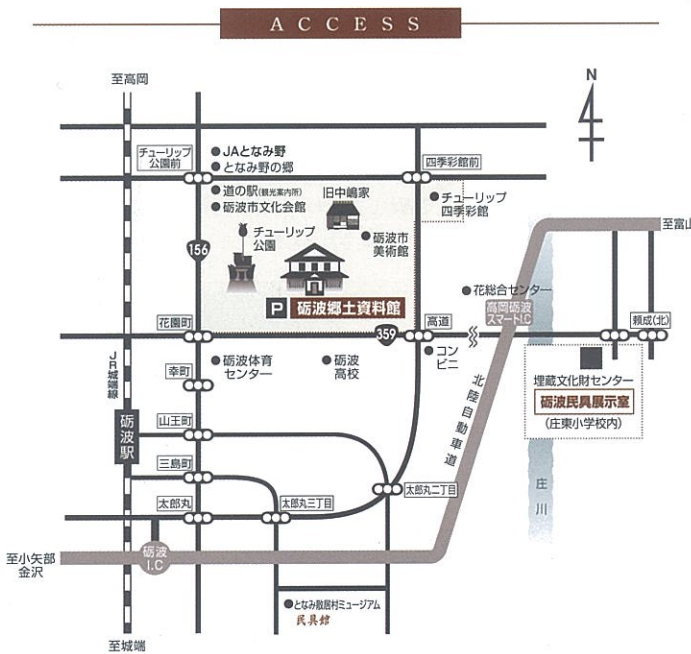 ACCESS
至高岡
N
チューリップ
公園前
JAとなみ野
となみ野の郷
四季彩館前
道の駅(観光案内所)
砺波市文化会館
旧中嶋家
チューリップ
四季彩館
156
チューリップ
公園
砺波市
美術館
至富山
P
砺波郷土資料館
花総合センター
高岡砺波
スマートI.C
花園町
359
高道
頼成(北)
JR城端線
幸町
砺波体育
センター
砺波
高校
コン
ビニ
埋蔵文化財センター
砺波民具展示室
(庄東小学校内)
北陸自動車道
砺波駅
山王町
三島町
太郎丸
太郎丸三丁目
太郎丸二丁目
庄川
至小矢部
金沢
砺波
I.C
となみ散居村ミュージアム
民具館
至城端